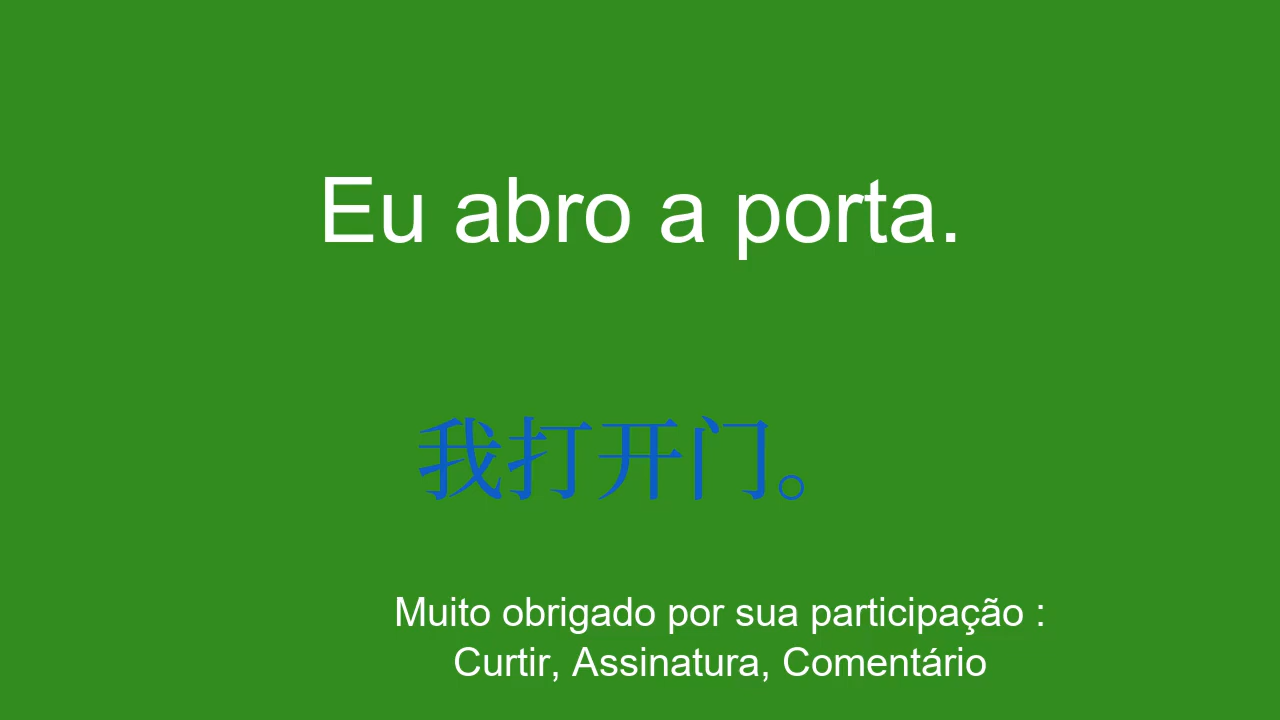 Eu abro a porta.
我打开门。
Muito obrigado por sua participação :
Curtir, Assinatura, Comentário